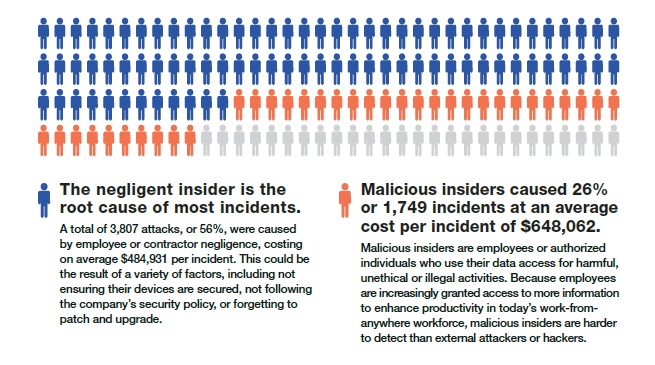 The negligent insider is the
root cause of most incidents.
A total of 3,807 attacks, or 56%, were caused
by employee or contractor negligence, costing
on average $484,931 per incident. This could be
the result of a variety of factors, including not
ensuring their devices are secured, not following
the company's security policy, or forgetting to
patch and upgrade.
Malicious insiders caused 26%
or 1,749 incidents at an average
cost per incident of $648,062.
Malicious insiders are employees or authorized
individuals who use their data access for harmful,
unethical or illegal activities. Because employees
are increasingly granted access to more information
to enhance productivity in today's work-from-
anywhere workforce, malicious insiders are harder
to detect than external attackers or hackers.